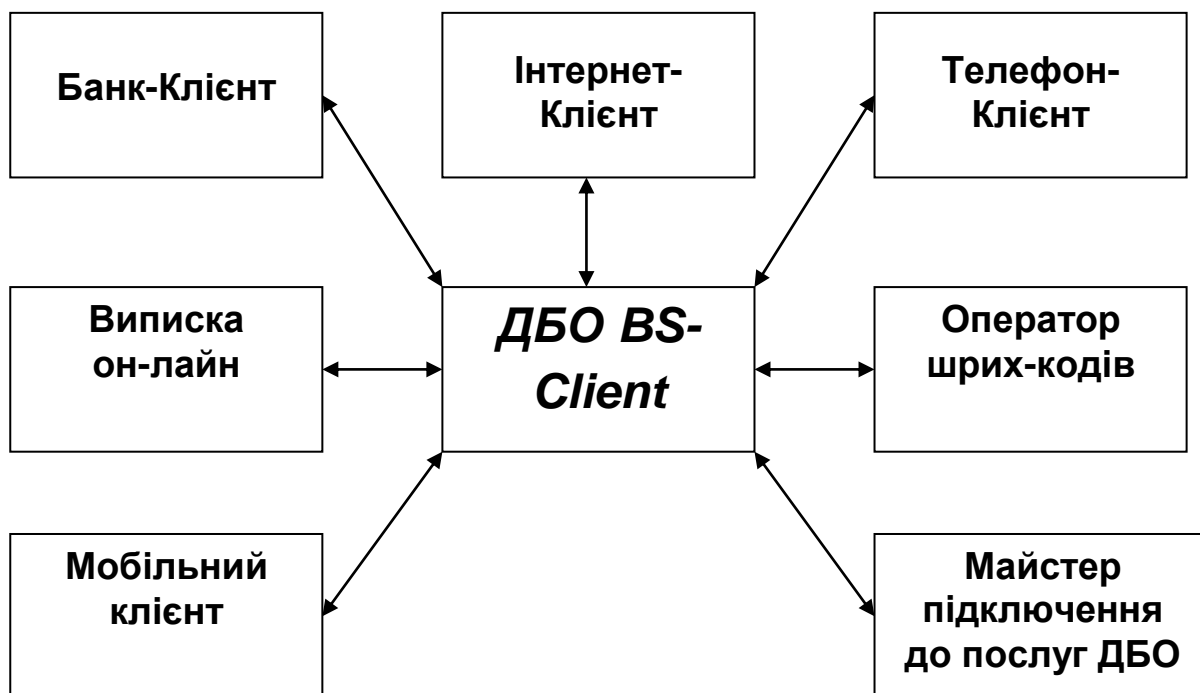 Банк-Клієнт
Інтернет-
Клієнт
Телефон-
Клієнт
Виписка
он-лайн
ДБО BS-
Client
Оператор
шрих-кодів
Мобільний
клієнт
Майстер
підключення
до послуг ДБО